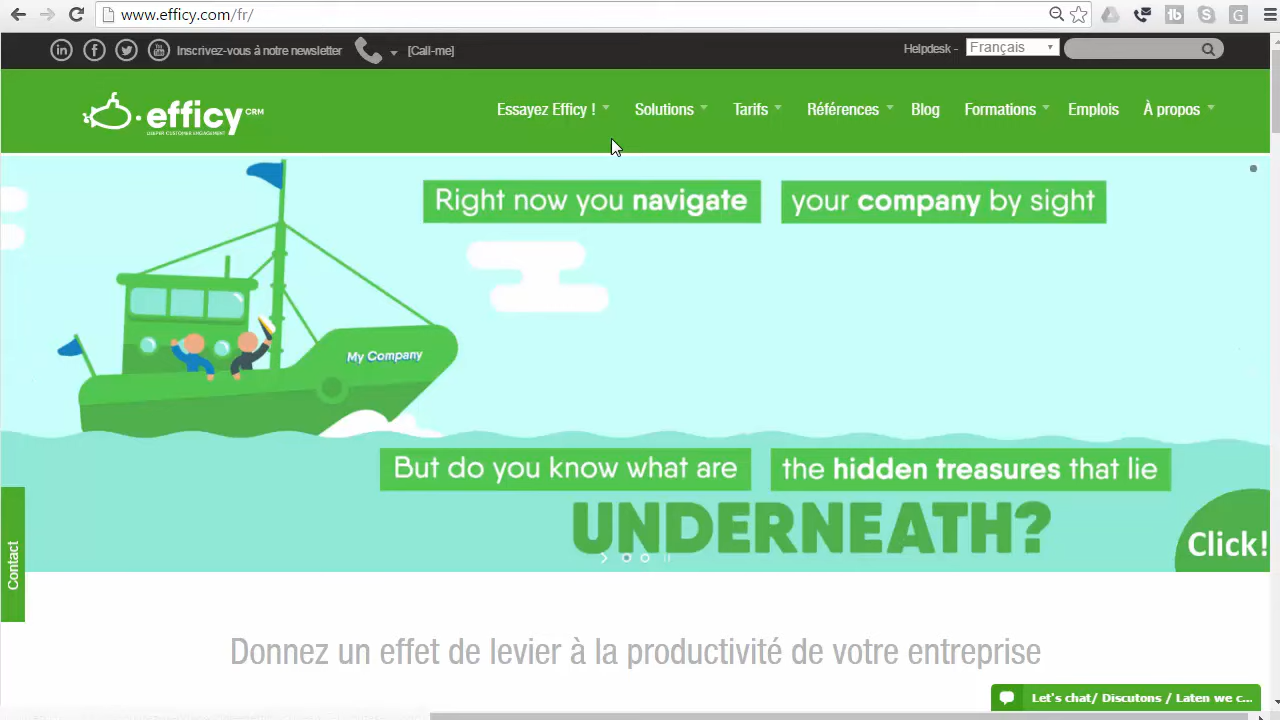 www.efficy.com/fr/
Inscrivez-vous à notre newsletter
[Call-me]
Helpdesk -
Français
efficy CRM
DEEPER CUSTOMER ENGAGEMENT
Essayez Efficy !
Solutions
Tarifs
Références
Blog
Formations
Emplois
À propos
Right now you navigate your company by sight
My Company
But do you know what are the hidden treasures that lie
UNDERNEATH?
Click!
Contact
Donnez un effet de levier à la productivité de votre entreprise
Let's chat/ Discutons / Laten we c...